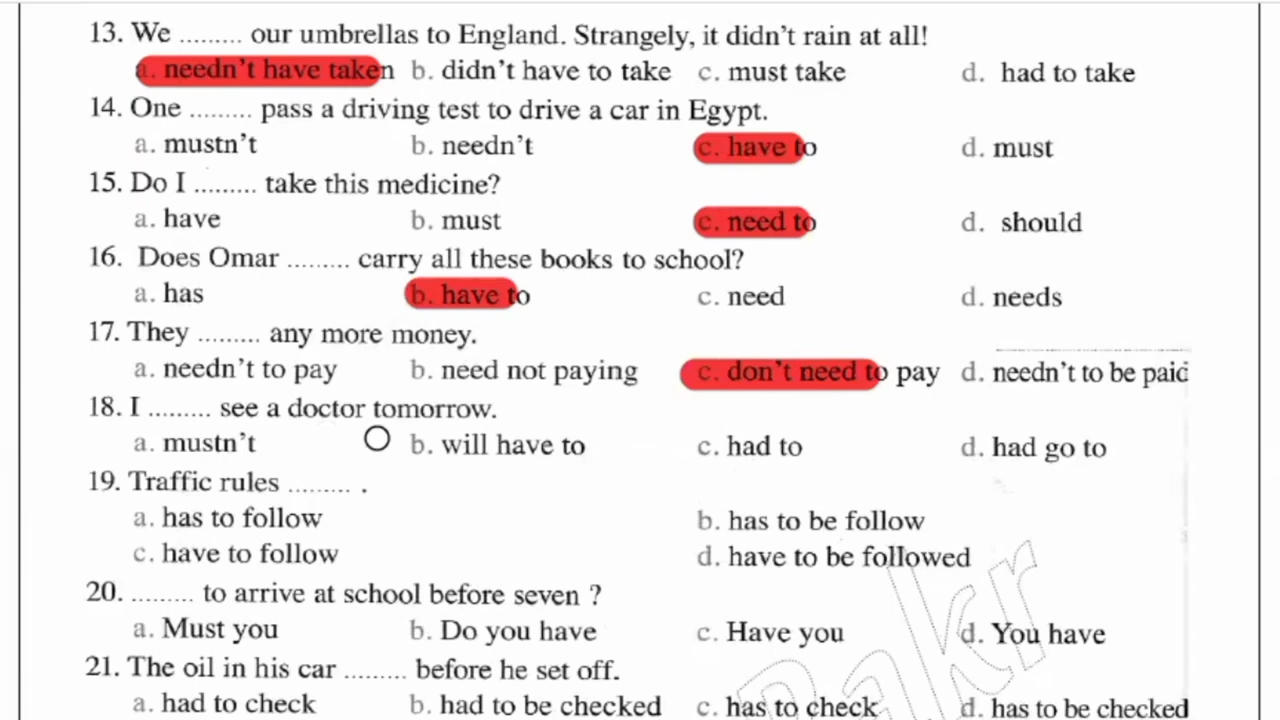 13. We ......... our umbrellas to England. Strangely, it didn't rain at all!
a. needn't have taken b. didn't have to take c. must take d. had to take
14. One ......... pass a driving test to drive a car in Egypt.
a. mustn't b. needn't c. have to d. must
15. Do I ......... take this medicine?
a. have b. must c. need to d. should
16. Does Omar ......... carry all these books to school?
a. has b. have to c. need d. needs
17. They ......... any more money.
a. needn't to pay b. need not paying c. don't need to pay d. needn't to be paid
18. I ......... see a doctor tomorrow.
a. mustn't b. will have to c. had to d. had go to
19. Traffic rules ......... .
a. has to follow b. has to be follow
c. have to follow d. have to be followed
20. ......... to arrive at school before seven ?
a. Must you b. Do you have c. Have you d. You have
21. The oil in his car ......... before he set off.
a. had to check b. had to be checked c. has to check d. has to be checked
Bakr